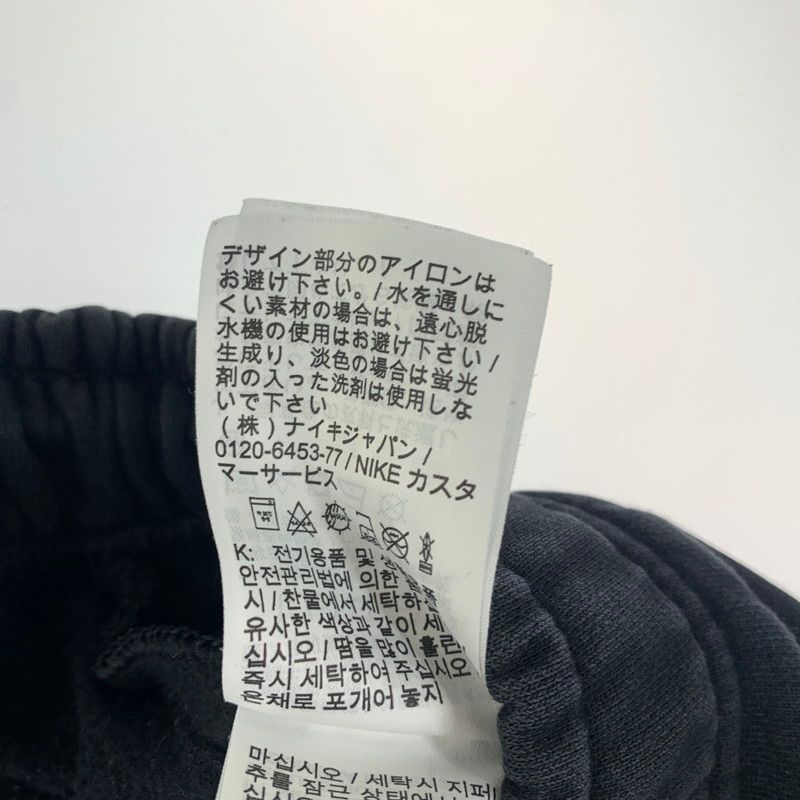 デザイン部分のアイロンは
お避け下さい。/ 水を通しに
くい素材の場合は、遠心脱
水機の使用はお避け下さい /
生成り、淡色の場合は蛍光
剤の入った洗剤は使用しな
いで下さい
(株) ナイキジャパン /
0120-6453-77 / NIKE カスタ
マーサービス
K: 전기용품 및
안전관리법에 의한
시 / 찬물에서 세탁하
유사한 색상과 같이 세
십시오 / 땀을 많이 흘린
즉시 세탁하여 주십시오
은채로 포개어 놓지
마십시오 / 세탁시 지퍼
추를 잠근 상태에서